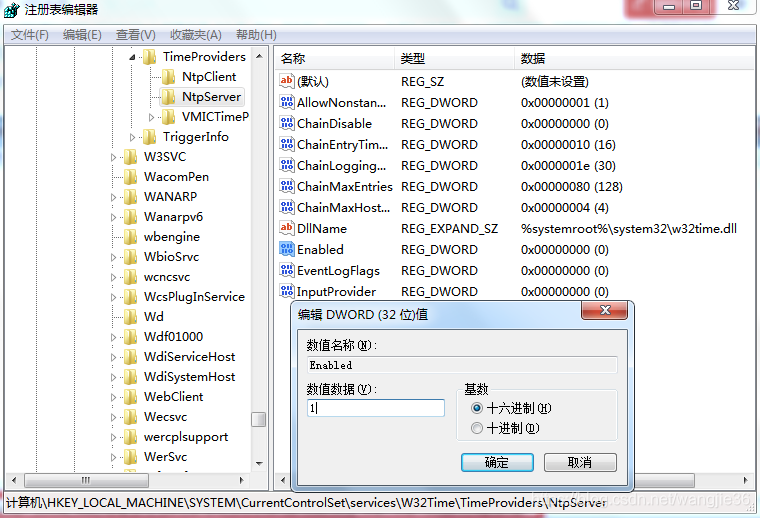 注册表编辑器
文件(F) 编辑(E) 查看(V) 收藏夹(A) 帮助(H)
TimeProviders
NtpClient
NtpServer
VMICTimeP
TriggerInfo
W3SVC
WacomPen
WANARP
Wanarpv6
wbengine
WbioSrvc
wcncsvc
WcsPlugInService
Wd
Wdf01000
WdiServiceHost
WdiSystemHost
WebClient
Wecsvc
wercplsupport
WerSvc
名称 类型 数据
(默认) REG_SZ (数值未设置)
AllowNonstan... REG_DWORD 0x00000001 (1)
ChainDisable REG_DWORD 0x00000000 (0)
ChainEntryTim... REG_DWORD 0x00000010 (16)
ChainLogging... REG_DWORD 0x0000001e (30)
ChainMaxEntries REG_DWORD 0x00000080 (128)
ChainMaxHost... REG_DWORD 0x00000004 (4)
DllName REG_EXPAND_SZ %systemroot%\system32\w32time.dll
Enabled REG_DWORD 0x00000000 (0)
EventLogFlags REG_DWORD 0x00000000 (0)
InputProvider REG_DWORD 0x00000000 (0)
编辑 DWORD (32 位)值
数值名称(N):
Enabled
数值数据(V):
1
基数
十六进制(H)
十进制(D)
确定 取消
计算机\HKEY_LOCAL_MACHINE\SYSTEM\CurrentControlSet\services\W32Time\TimeProviders\NtpServer